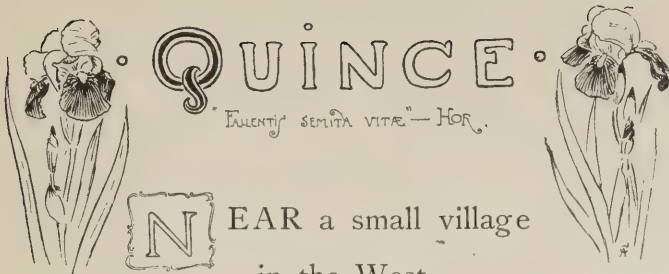 QUINCE
"FALLENTIS SEMITA VITÆ" — HOR.
NEAR a small village
in the West,